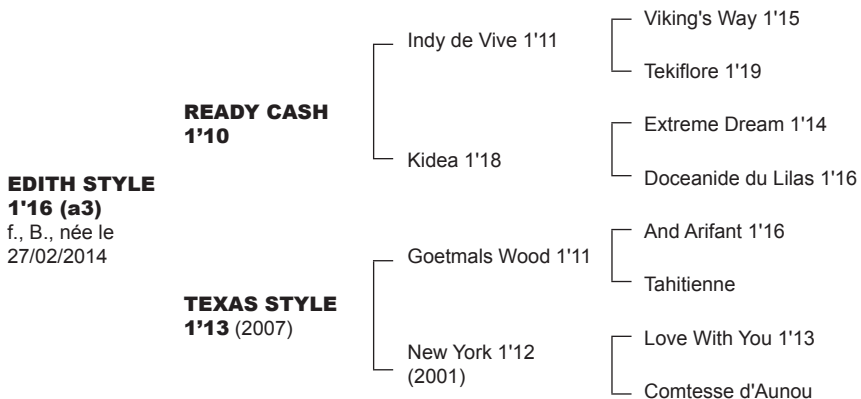 EDITH STYLE
1'16 (a3)
f., B., née le
27/02/2014
READY CASH
1’10
TEXAS STYLE
1’13 (2007)
Indy de Vive 1'11
Kidea 1'18
Goetmals Wood 1'11
New York 1'12
(2001)
Viking's Way 1'15
Tekiflore 1'19
Extreme Dream 1'14
Doceanide du Lilas 1'16
And Arifant 1'16
Tahitienne
Love With You 1'13
Comtesse d'Aunou